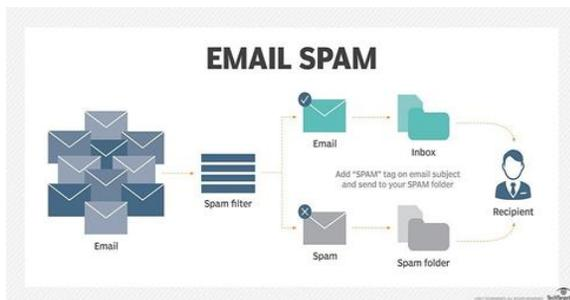 EMAIL SPAM
Email
Inbox
Add "SPAM" tag on email subject
and send to your SPAM folder
Spam filter
Recipient
Email
Spam
Spam folder
TechTarget